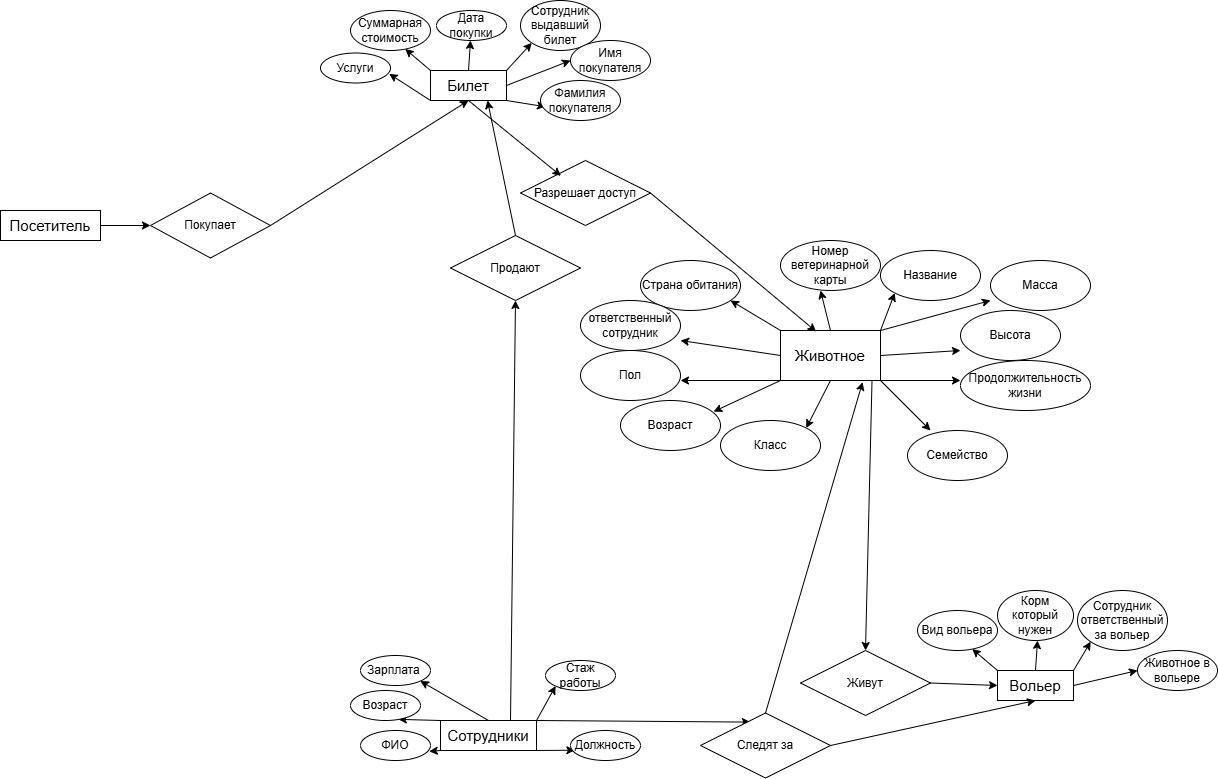 Суммарная
стоимость
Дата
покупки
Сотрудник
выдавший
билет
Услуги
Билет
Имя
покупателя
Фамилия
покупателя
Посетитель
Покупает
Разрешает доступ
Продают
Номер
ветеринарной
карты
Название
Страна обитания
Масса
ответственный
сотрудник
Животное
Высота
Пол
Продолжительность
жизни
Возраст
Класс
Семейство
Корм
который
нужен
Сотрудник
ответственный
за вольер
Вид вольера
Животное в
вольере
Живут
Вольер
Зарплата
Стаж
работы
Возраст
Сотрудники
ФИО
Должность
Следят за